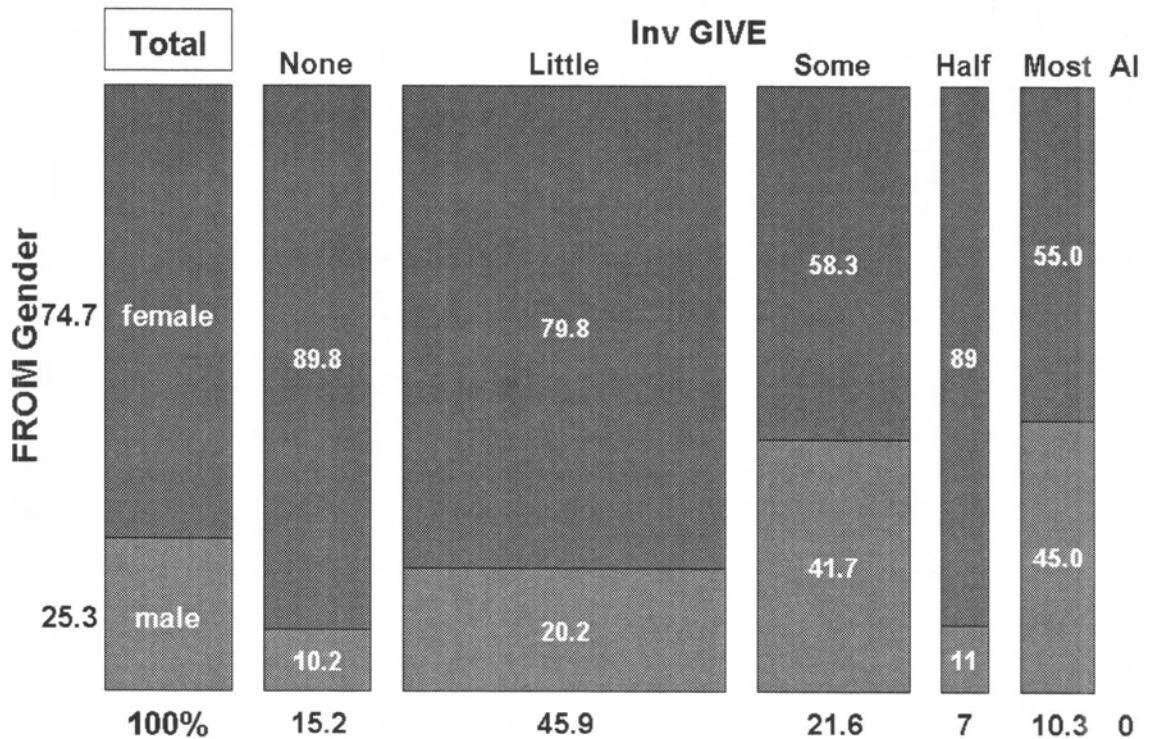 Total
Inv GIVE
None Little Some Half Most Al
FROM Gender
74.7 female 89.8 79.8 58.3 89 55.0
25.3 male 10.2 20.2 41.7 11 45.0
100% 15.2 45.9 21.6 7 10.3 0